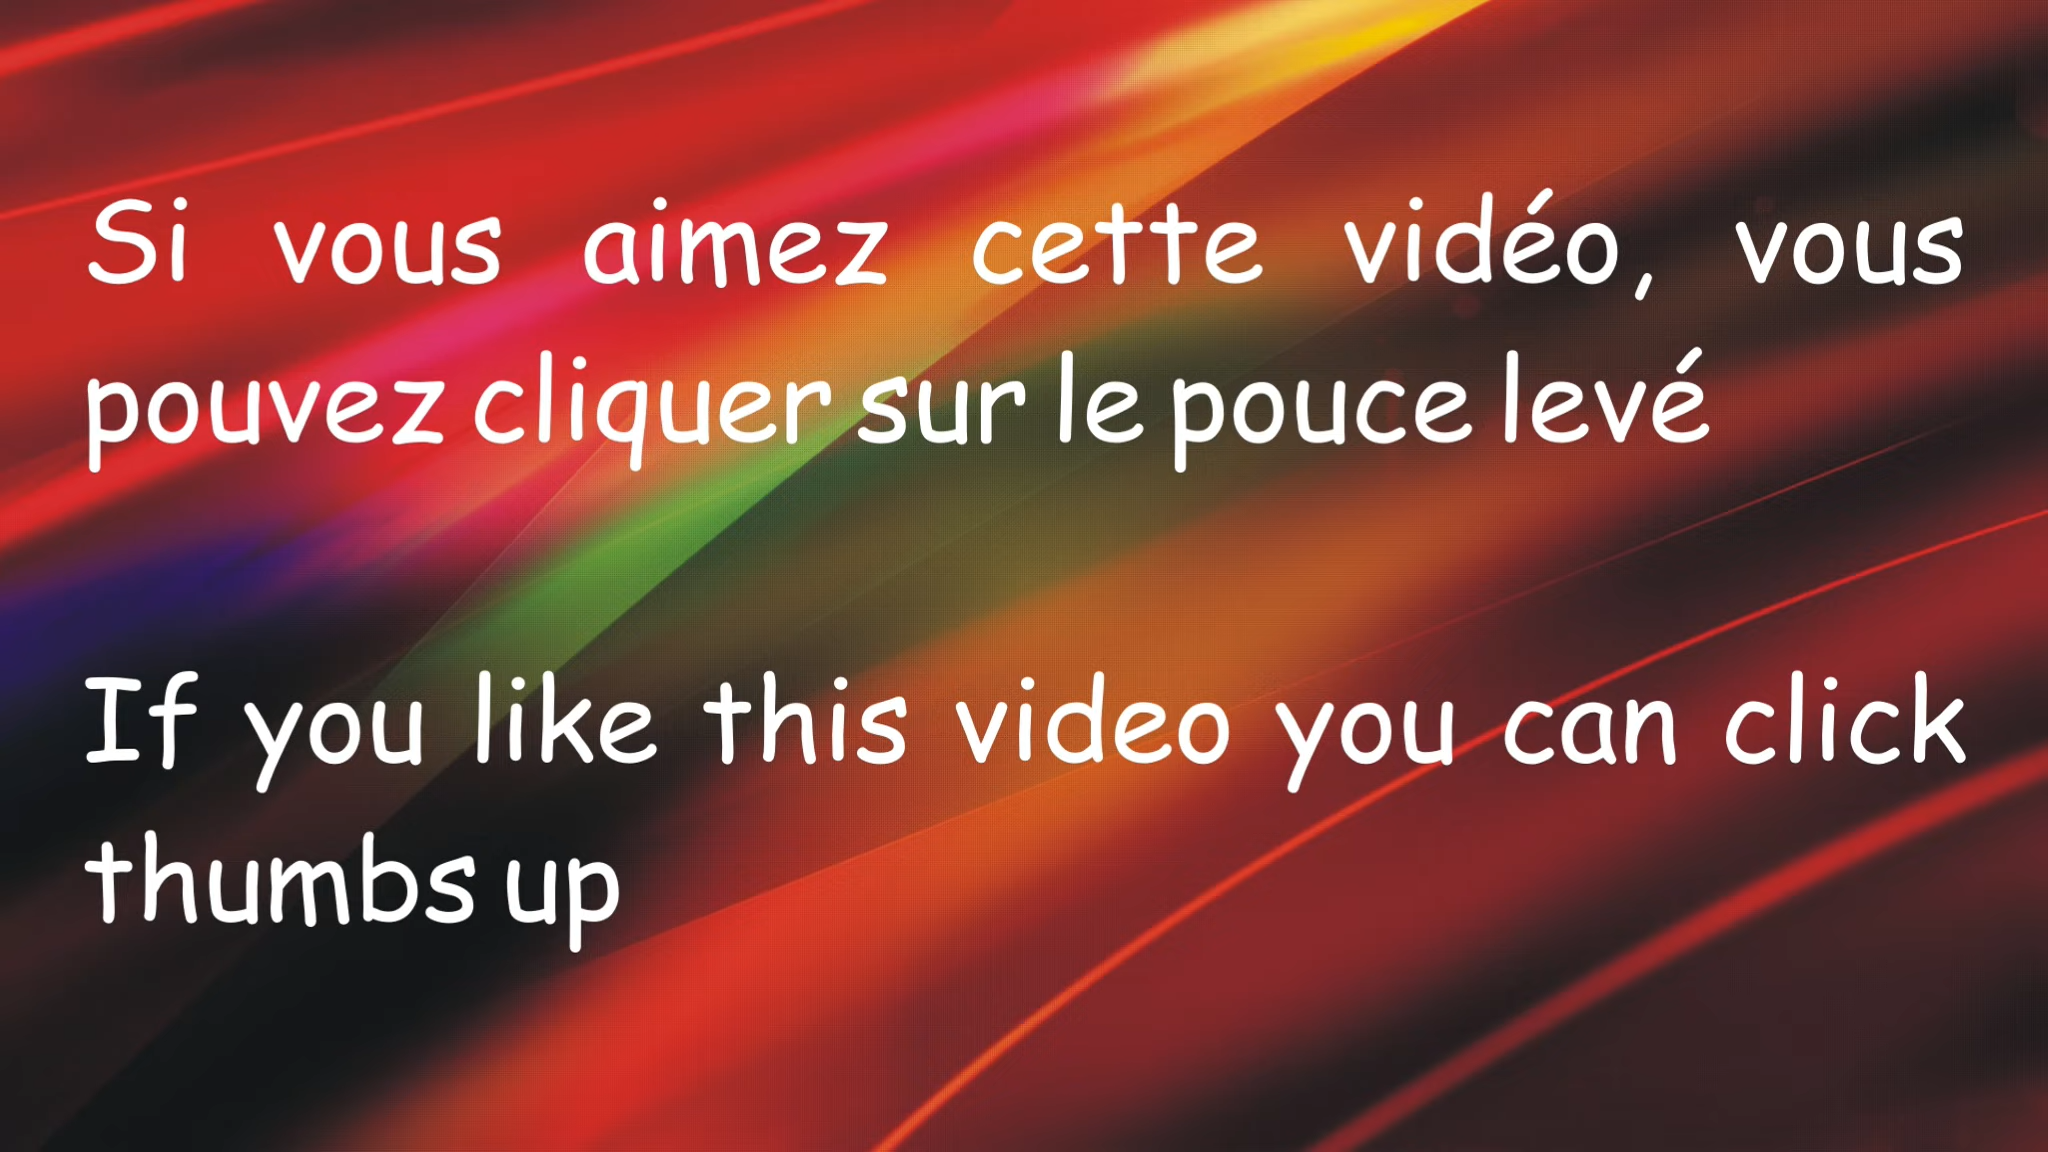 Si vous aimez cette vidéo, vous
pouvez cliquer sur le pouce levé
If you like this video you can click
thumbs up